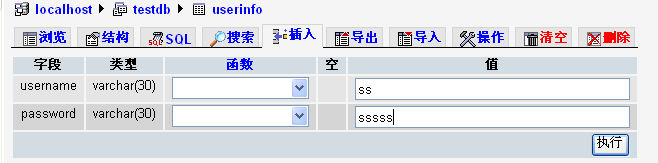 localhost ▸ testdb ▸ userinfo
浏览 结构 SQL 搜索 插入 导出 导入 操作 清空 删除
字段 类型 函数 空 值
username varchar(30) ss
password varchar(30) sssss
执行